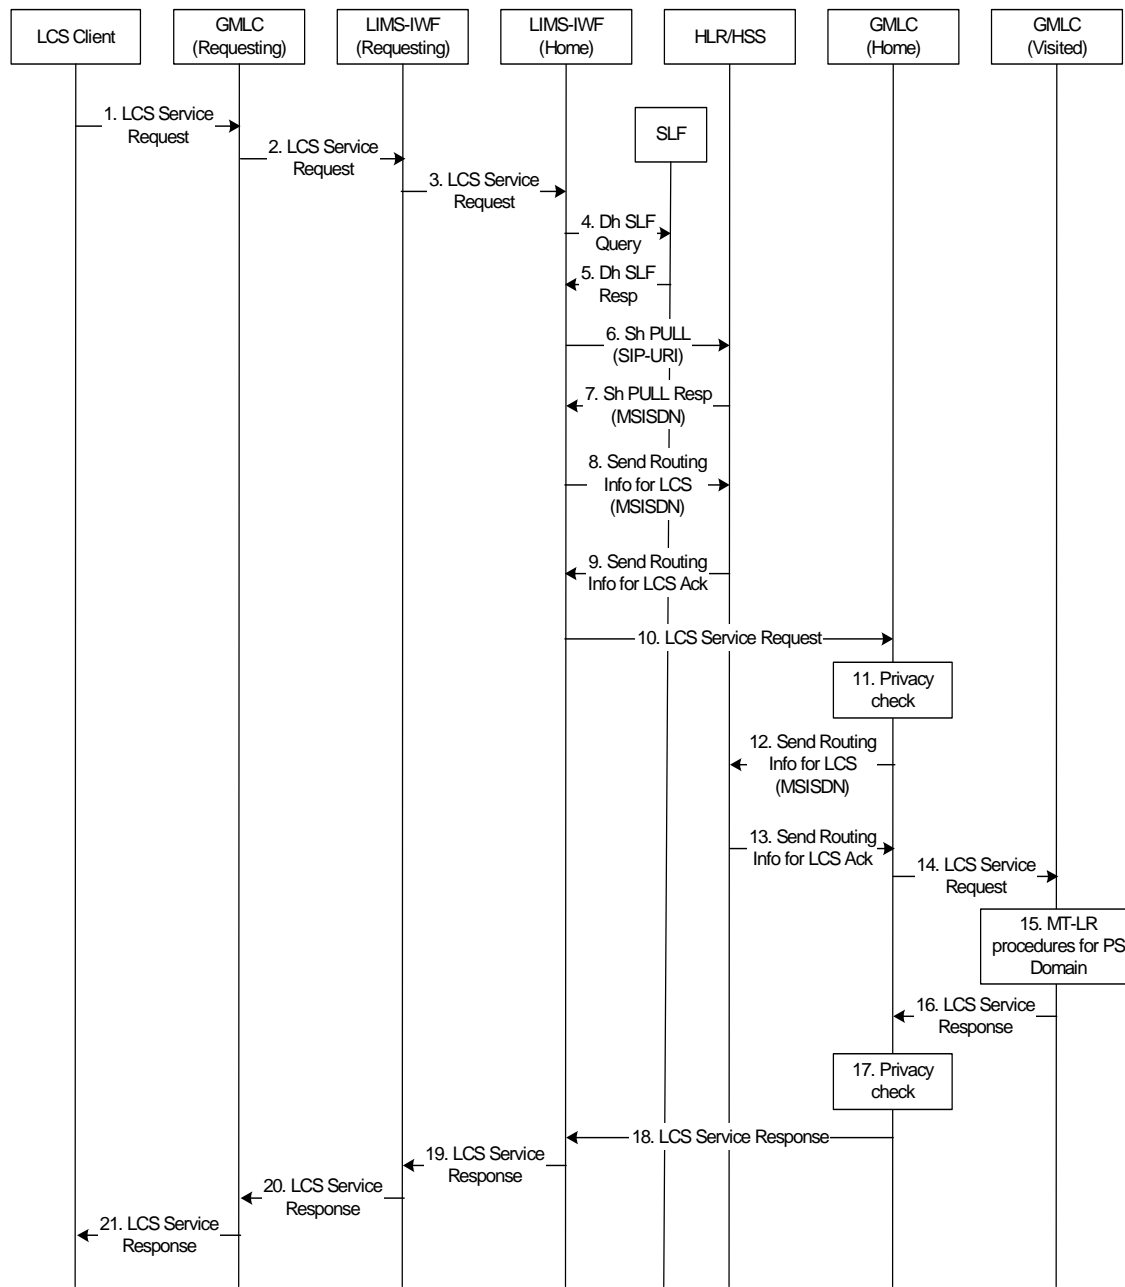 LCS Client
GMLC
(Requesting)
LIMS-IWF
(Requesting)
LIMS-IWF
(Home)
HLR/HSS
GMLC
(Home)
GMLC
(Visited)
1. LCS Service
Request
SLF
2. LCS Service
Request
3. LCS Service
Request
4. Dh SLF
Query
5. Dh SLF
Resp
6. Sh PULL
(SIP-URI)
7. Sh PULL Resp
(MSISDN)
8. Send Routing
Info for LCS
(MSISDN)
9. Send Routing
Info for LCS Ack
10. LCS Service Request
11. Privacy
check
12. Send Routing
Info for LCS
(MSISDN)
13. Send Routing
Info for LCS Ack
14. LCS Service
Request
15. MT-LR
procedures for PS
Domain
16. LCS Service
Response
17. Privacy
check
18. LCS Service Response
19. LCS Service
Response
20. LCS Service
Response
21. LCS Service
Response